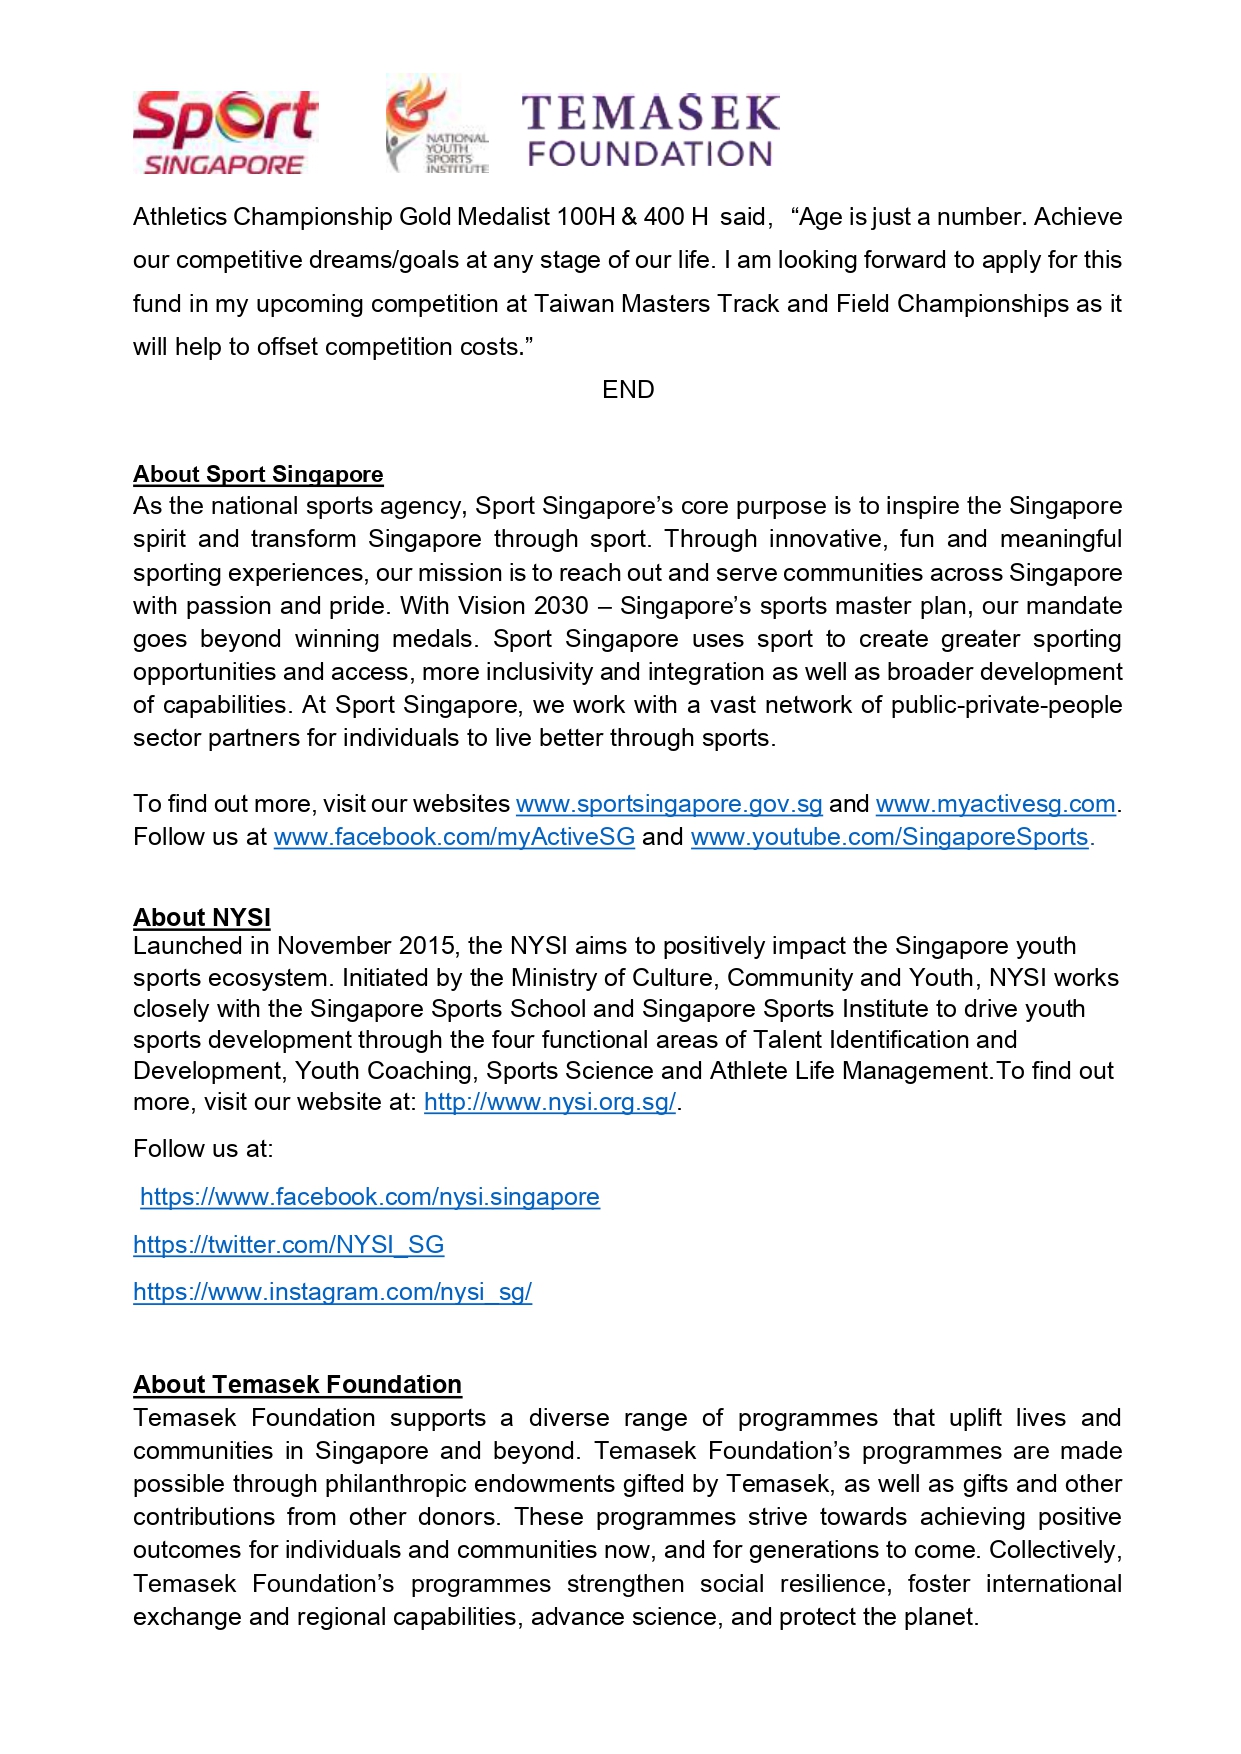 Sport
SINGAPORE
NATIONAL
YOUTH
SPORTS
INSTITUTE
TEMASEK
FOUNDATION
Athletics Championship Gold Medalist 100H & 400 H said, “Age is just a number. Achieve
our competitive dreams/goals at any stage of our life. I am looking forward to apply for this
fund in my upcoming competition at Taiwan Masters Track and Field Championships as it
will help to offset competition costs.”
END
About Sport Singapore
As the national sports agency, Sport Singapore’s core purpose is to inspire the Singapore
spirit and transform Singapore through sport. Through innovative, fun and meaningful
sporting experiences, our mission is to reach out and serve communities across Singapore
with passion and pride. With Vision 2030 – Singapore’s sports master plan, our mandate
goes beyond winning medals. Sport Singapore uses sport to create greater sporting
opportunities and access, more inclusivity and integration as well as broader development
of capabilities. At Sport Singapore, we work with a vast network of public-private-people
sector partners for individuals to live better through sports.
To find out more, visit our websites www.sportsingapore.gov.sg and www.myactivesg.com.
Follow us at www.facebook.com/myActiveSG and www.youtube.com/SingaporeSports.
About NYSI
Launched in November 2015, the NYSI aims to positively impact the Singapore youth
sports ecosystem. Initiated by the Ministry of Culture, Community and Youth, NYSI works
closely with the Singapore Sports School and Singapore Sports Institute to drive youth
sports development through the four functional areas of Talent Identification and
Development, Youth Coaching, Sports Science and Athlete Life Management.To find out
more, visit our website at: http://www.nysi.org.sg/.
Follow us at:
https://www.facebook.com/nysi.singapore
https://twitter.com/NYSI_SG
https://www.instagram.com/nysi_sg/
About Temasek Foundation
Temasek Foundation supports a diverse range of programmes that uplift lives and
communities in Singapore and beyond. Temasek Foundation’s programmes are made
possible through philanthropic endowments gifted by Temasek, as well as gifts and other
contributions from other donors. These programmes strive towards achieving positive
outcomes for individuals and communities now, and for generations to come. Collectively,
Temasek Foundation’s programmes strengthen social resilience, foster international
exchange and regional capabilities, advance science, and protect the planet.